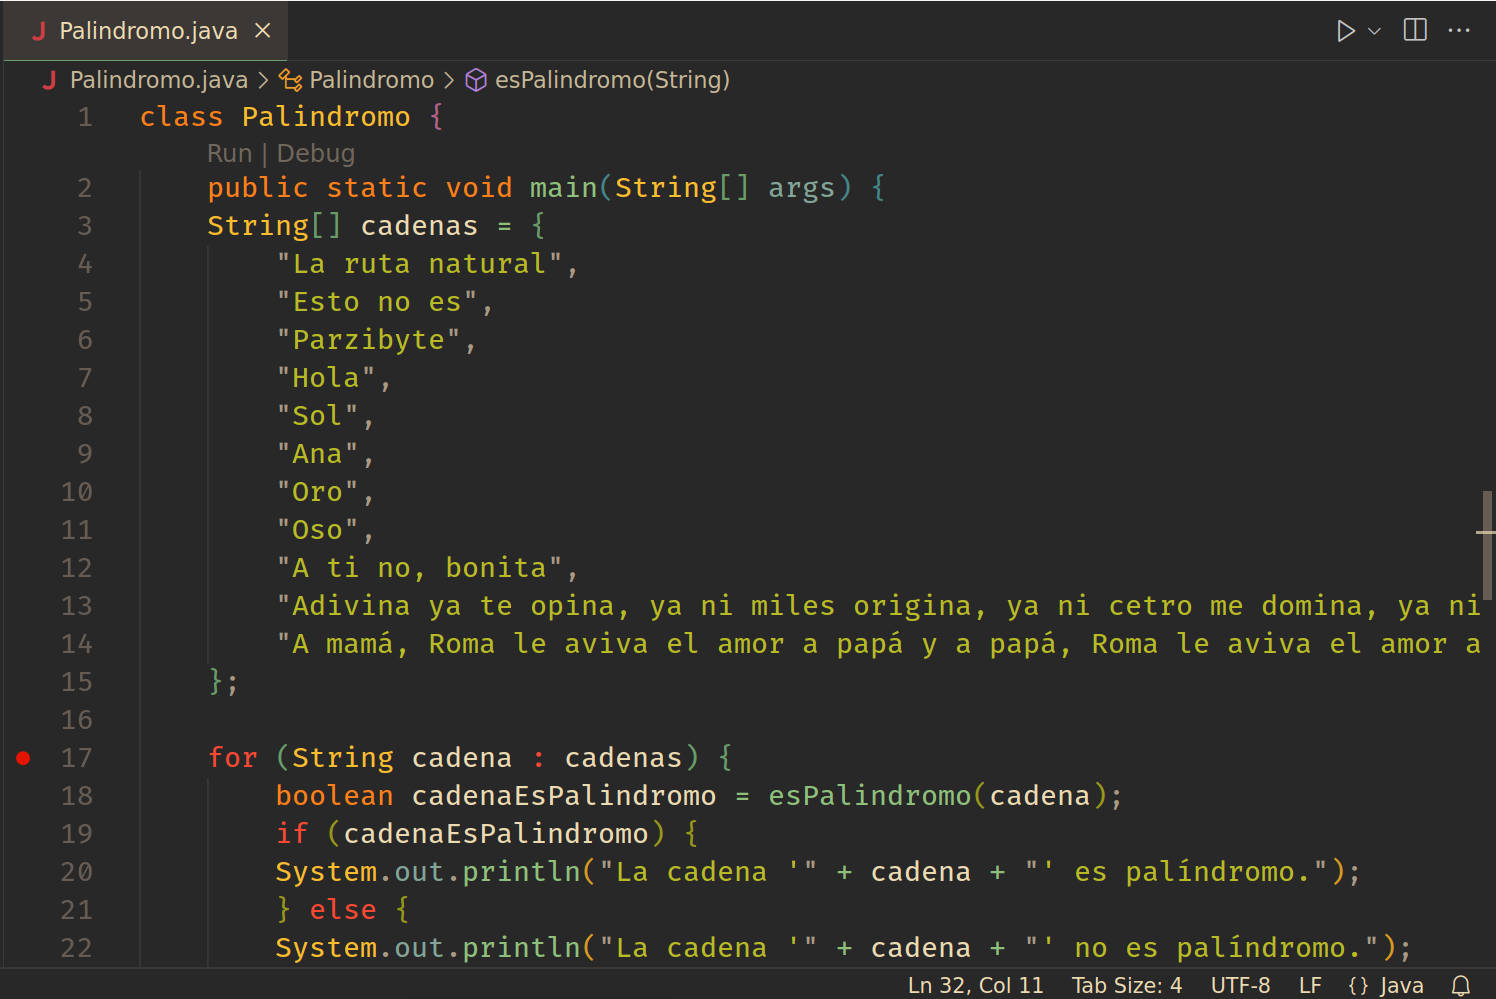 Palindromo.java
Palindromo.java > Palindromo > esPalindromo(String)
1 class Palindromo {
Run | Debug
2 public static void main(String[] args) {
3 String[] cadenas = {
4 "La ruta natural",
5 "Esto no es",
6 "Parzibyte",
7 "Hola",
8 "Sol",
9 "Ana",
10 "Oro",
11 "Oso",
12 "A ti no, bonita",
13 "Adivina ya te opina, ya ni miles origina, ya ni cetro me domina, ya ni
14 "A mamá, Roma le aviva el amor a papá y a papá, Roma le aviva el amor a
15 };
16
17 for (String cadena : cadenas) {
18 boolean cadenaEsPalindromo = esPalindromo(cadena);
19 if (cadenaEsPalindromo) {
20 System.out.println("La cadena '" + cadena + "' es palíndromo.");
21 } else {
22 System.out.println("La cadena '" + cadena + "' no es palíndromo.");
Ln 32, Col 11 Tab Size: 4 UTF-8 LF {} Java